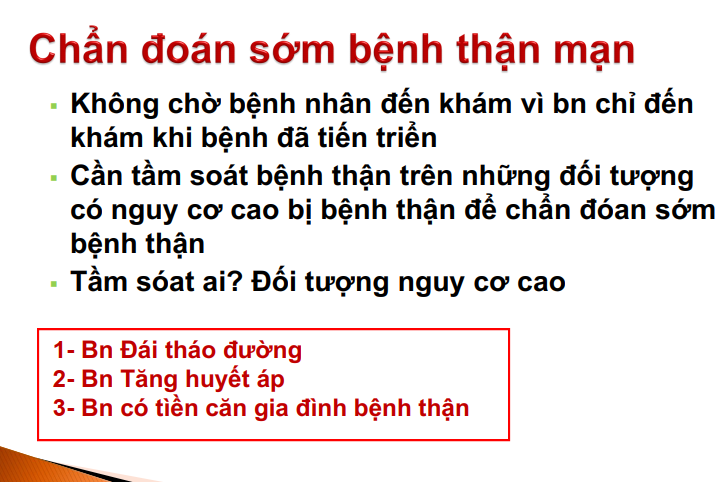 Chẩn đoán sớm bệnh thận mạn
Không chờ bệnh nhân đến khám vì bn chỉ đến
khám khi bệnh đã tiến triển
Cần tầm soát bệnh thận trên những đối tượng
có nguy cơ cao bị bệnh thận để chẩn đóan sớm
bệnh thận
Tầm sóat ai? Đối tượng nguy cơ cao
1- Bn Đái tháo đường
2- Bn Tăng huyết áp
3- Bn có tiền căn gia đình bệnh thận